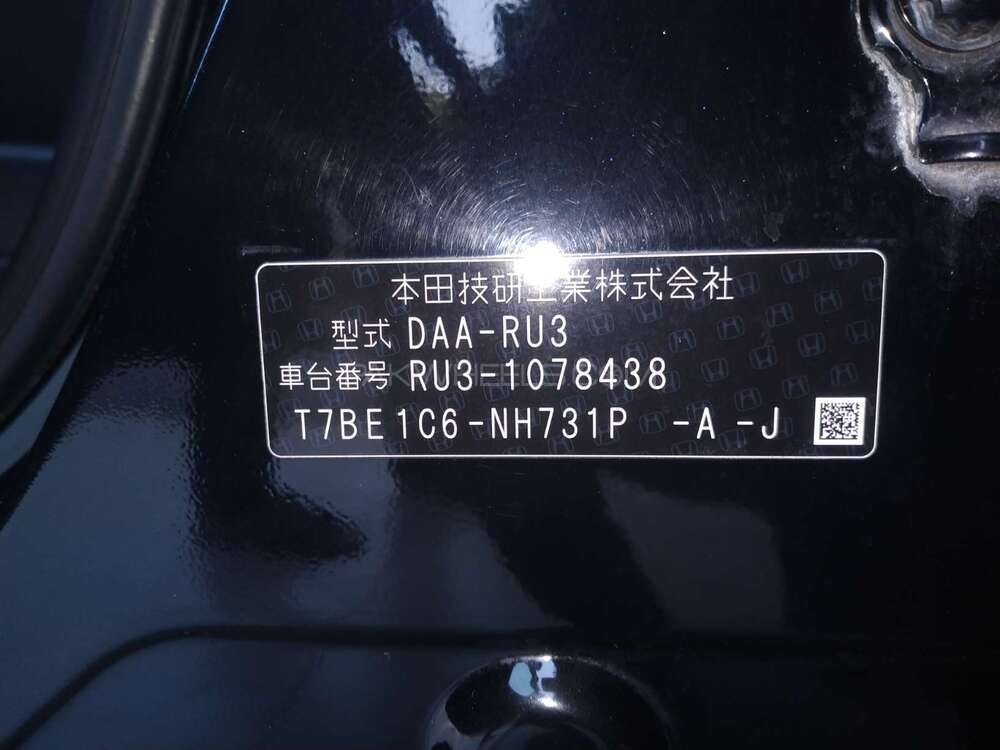 本田技研工業株式会社
型式 DAA-RU3
車台番号 RU3-1078438
T7BE1C6-NH731P -A -J